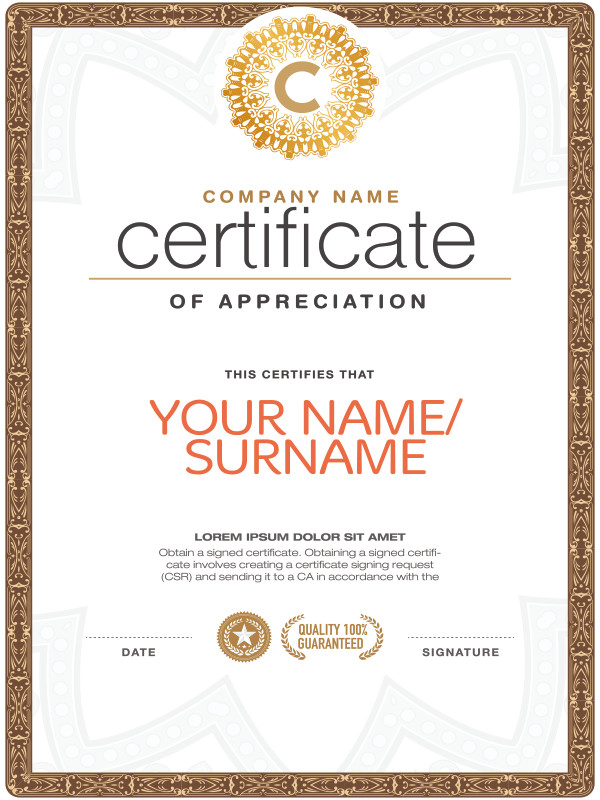 C
COMPANY NAME
certificate
OF APPRECIATION
THIS CERTIFIES THAT
YOUR NAME/
SURNAME
LOREM IPSUM DOLOR SIT AMET
Obtain a signed certificate. Obtaining a signed certifi-
cate involves creating a certificate signing request
(CSR) and sending it to a CA in accordance with the
QUALITY 100%
GUARANTEED
DATE
SIGNATURE